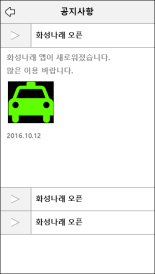 공지사항
화성나래 오픈
화성나래 앱이 새로워졌습니다.
많은 이용 바랍니다.
2016.10.12
화성나래 오픈
화성나래 오픈